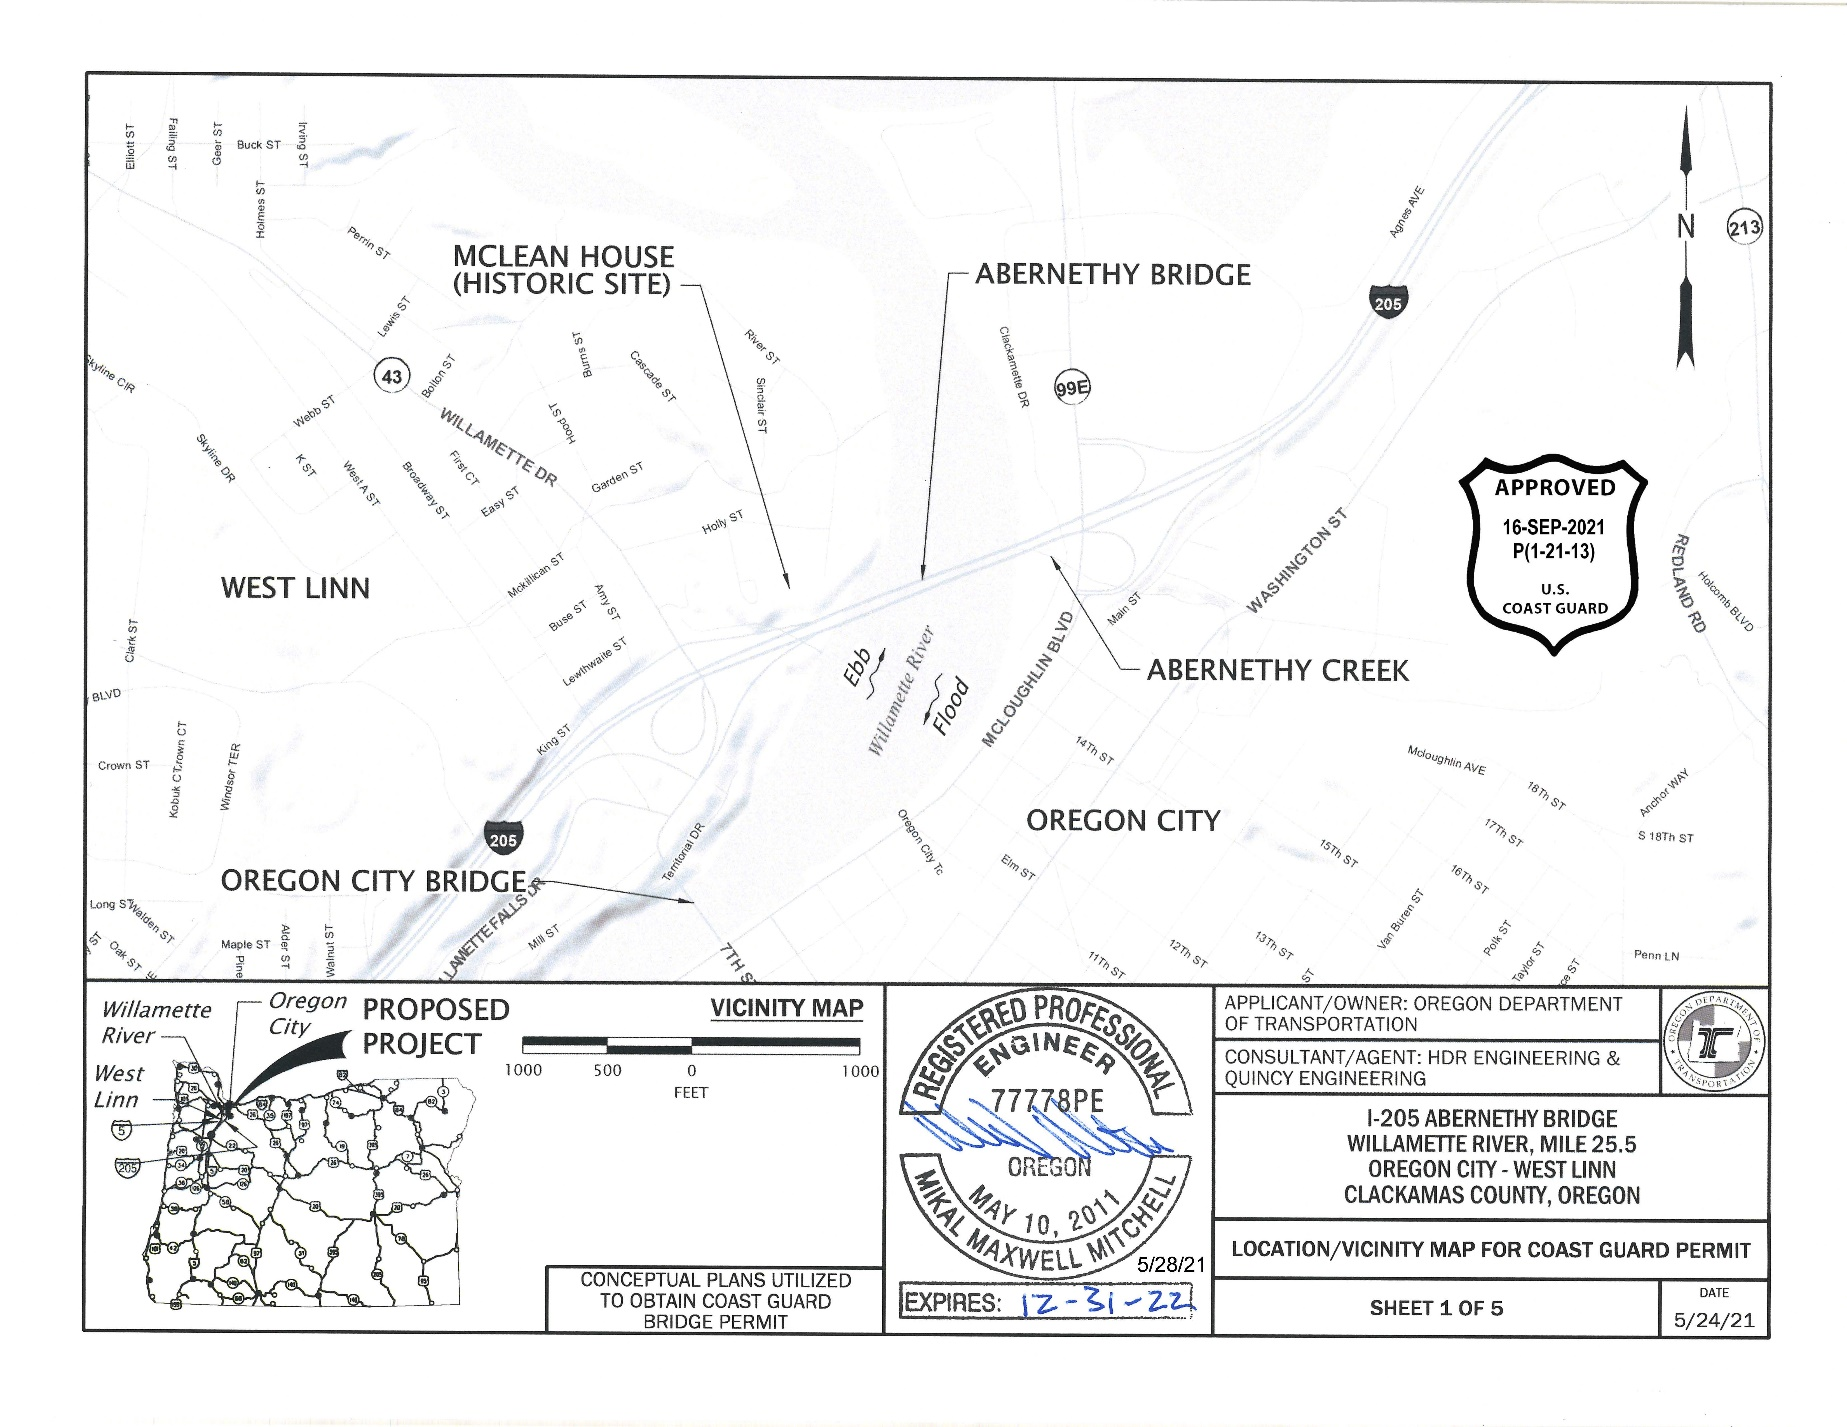 Elliott ST
Failing ST
Geer ST
Buck ST
Irving ST
Holmes ST
Perrin ST
Lewis ST
MCLEAN HOUSE
(HISTORIC SITE)
ABERNETHY BRIDGE
Agnes AVE
N
213
205
Skyline CIR
43
Bolton ST
Burns ST
Cascade ST
River ST
Sinclair ST
Clackamette DR
99E
Webb ST
WILLAMETTE DR
Hood ST
Skyline DR
K ST
West A ST
Broadway ST
First CT
Easy ST
Garden ST
Holly ST
APPROVED
16-SEP-2021
P(1-21-13)
U.S.
COAST GUARD
WEST LINN
Mckillican ST
Amy ST
Buse ST
Lewthwaite ST
Clark ST
BLVD
King ST
Ebb
Willamette River
Flood
MCLOUGHLIN BLVD
Main ST
WASHINGTON ST
REDLAND RD
Holcomb BLVD
ABERNETHY CREEK
Crown ST
Kobuk CT
Crown CT
Windsor TER
14Th ST
Mcloughlin AVE
18Th ST
Anchor WAY
S 18Th ST
17Th ST
15Th ST
16Th ST
OREGON CITY
205
Territorial DR
Oregon City Tc
Elm ST
OREGON CITY BRIDGE
LLAMETTE FALLS DR
Long ST
Walden ST
Oak ST
Maple ST
Pine
Alder ST
Walnut ST
Mill ST
7TH S
11Th ST
12Th ST
13Th ST
ST
Van Buren ST
Polk ST
Taylor ST
Penn LN
Willamette
River
Oregon
City
West
Linn
5
205
PROPOSED
PROJECT
VICINITY MAP
1000 500 0 1000
FEET
CONCEPTUAL PLANS UTILIZED
TO OBTAIN COAST GUARD
BRIDGE PERMIT
REGISTERED PROFESSIONAL
ENGINEER
77778PE
OREGON
MAY 10, 2011
MIKAL MAXWELL MITCHELL
5/28/21
EXPIRES: 12-31-22
APPLICANT/OWNER: OREGON DEPARTMENT
OF TRANSPORTATION
CONSULTANT/AGENT: HDR ENGINEERING &
QUINCY ENGINEERING
OREGON DEPARTMENT OF TRANSPORTATION
I-205 ABERNETHY BRIDGE
WILLAMETTE RIVER, MILE 25.5
OREGON CITY - WEST LINN
CLACKAMAS COUNTY, OREGON
LOCATION/VICINITY MAP FOR COAST GUARD PERMIT
SHEET 1 OF 5
DATE
5/24/21